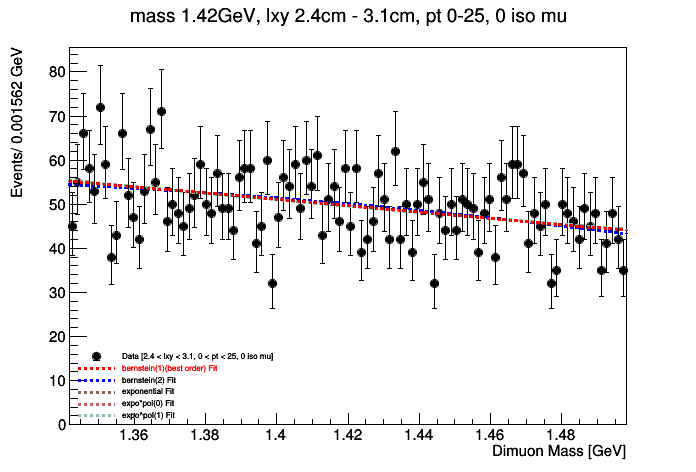 mass 1.42GeV, lxy 2.4cm - 3.1cm, pt 0-25, 0 iso mu
Events/ 0.001562 GeV
80
70
60
50
40
30
20
10
0
Data [2.4 < lxy < 3.1, 0 < pt < 25, 0 iso mu]
bernstein(1)(best order) Fit
bernstein(2) Fit
exponential Fit
expo*pol(0) Fit
expo*pol(1) Fit
1.36 1.38 1.4 1.42 1.44 1.46 1.48
Dimuon Mass [GeV]